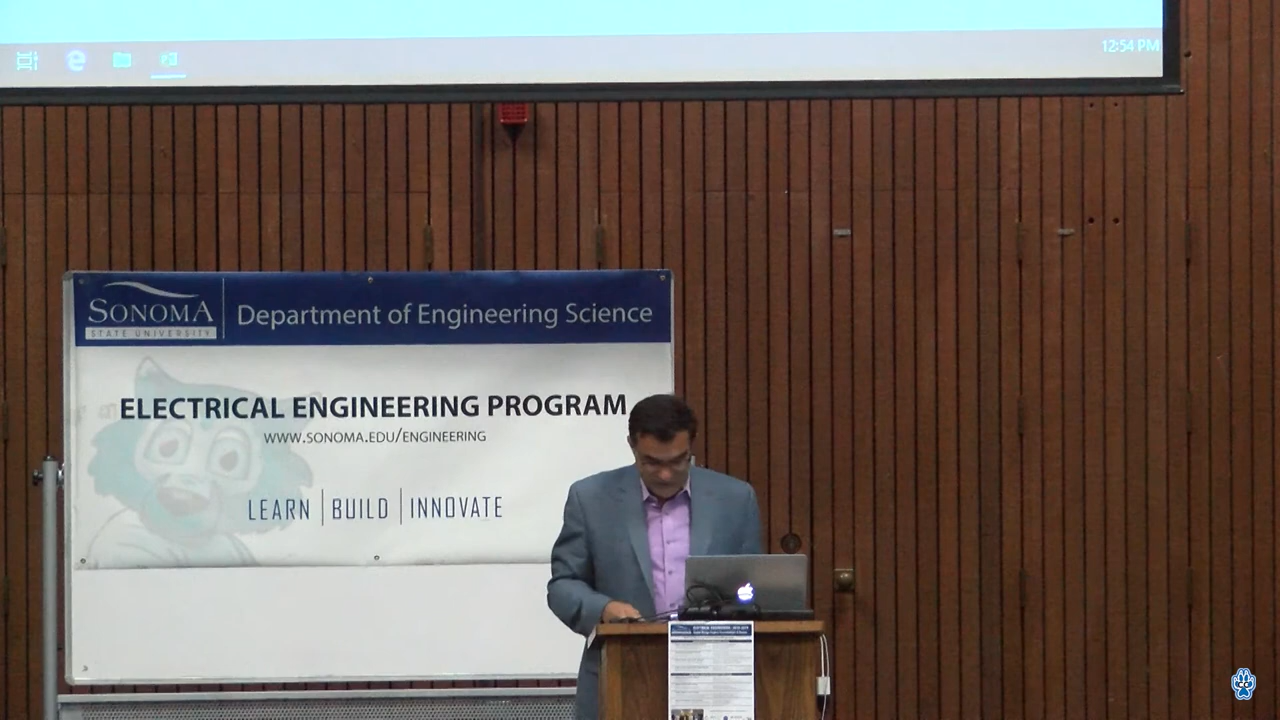 12:54 PM
SONOMA
STATE UNIVERSITY
Department of Engineering Science
ELECTRICAL ENGINEERING PROGRAM
WWW.SONOMA.EDU/ENGINEERING
LEARN | BUILD | INNOVATE